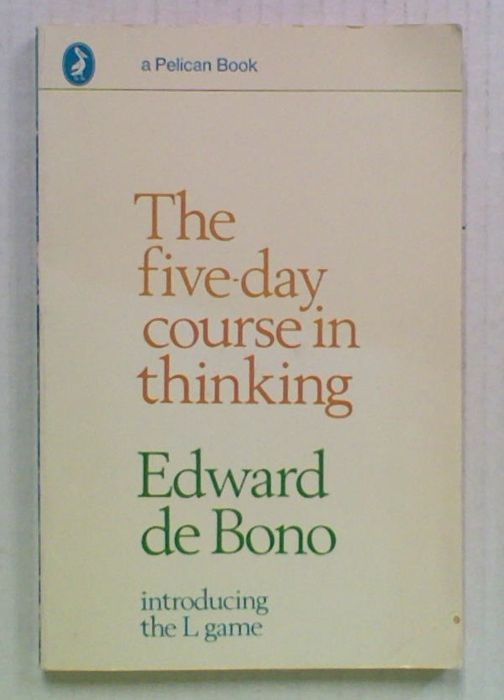 a Pelican Book
The
five-day
course in
thinking
Edward
de Bono
introducing
the L game